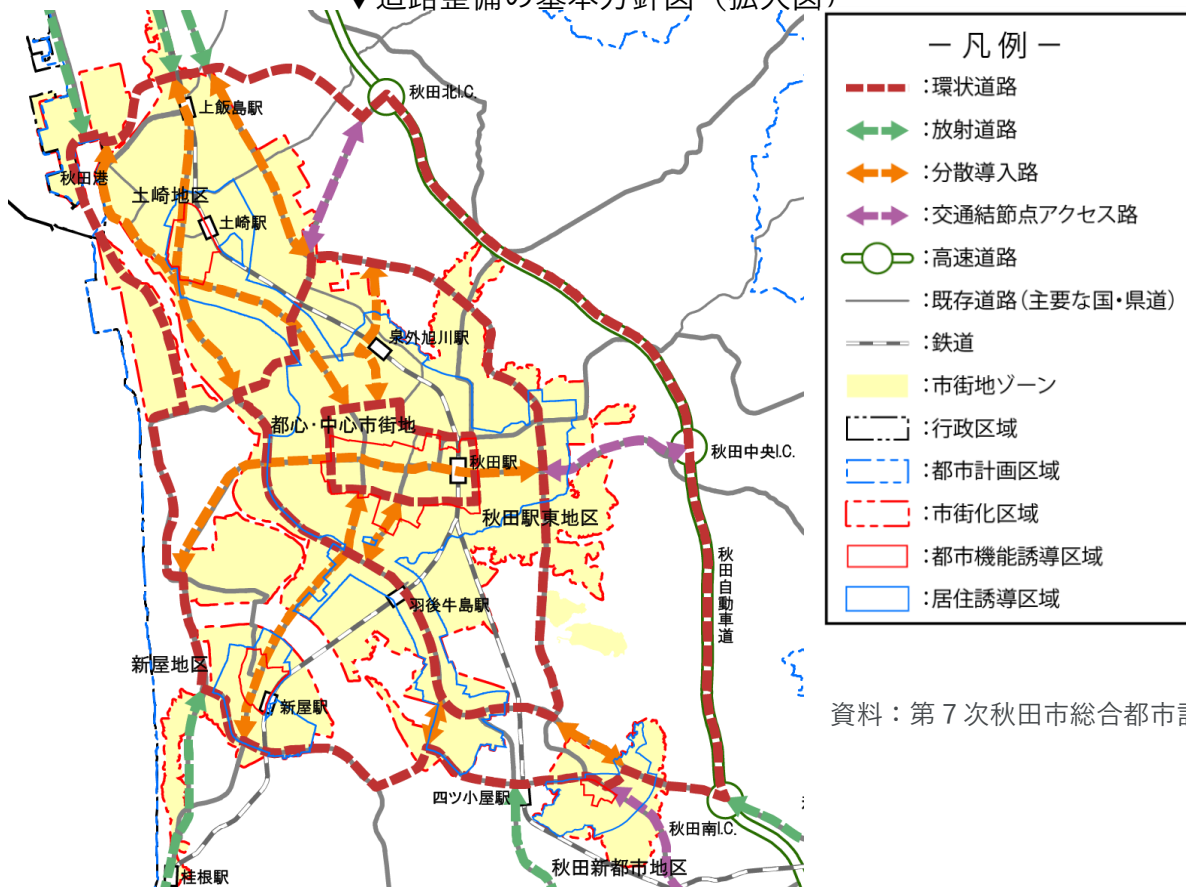 ▼道路整備の基本方針図（拡大図）
－凡例－
：環状道路
：放射道路
：分散導入路
：交通結節点アクセス路
：高速道路
：既存道路（主要な国・県道）
：鉄道
：市街地ゾーン
：行政区域
：都市計画区域
：市街化区域
：都市機能誘導区域
：居住誘導区域
資料：第７次秋田市総合都市
秋田北I.C.
上飯島駅
秋田港
土崎地区
土崎駅
泉外旭川駅
都心・中心市街地
秋田駅
秋田中央I.C.
秋田駅東地区
秋田自動車道
羽後牛島駅
新屋地区
新屋駅
四ツ小屋駅
秋田南I.C.
秋田新都市地区
桂根駅